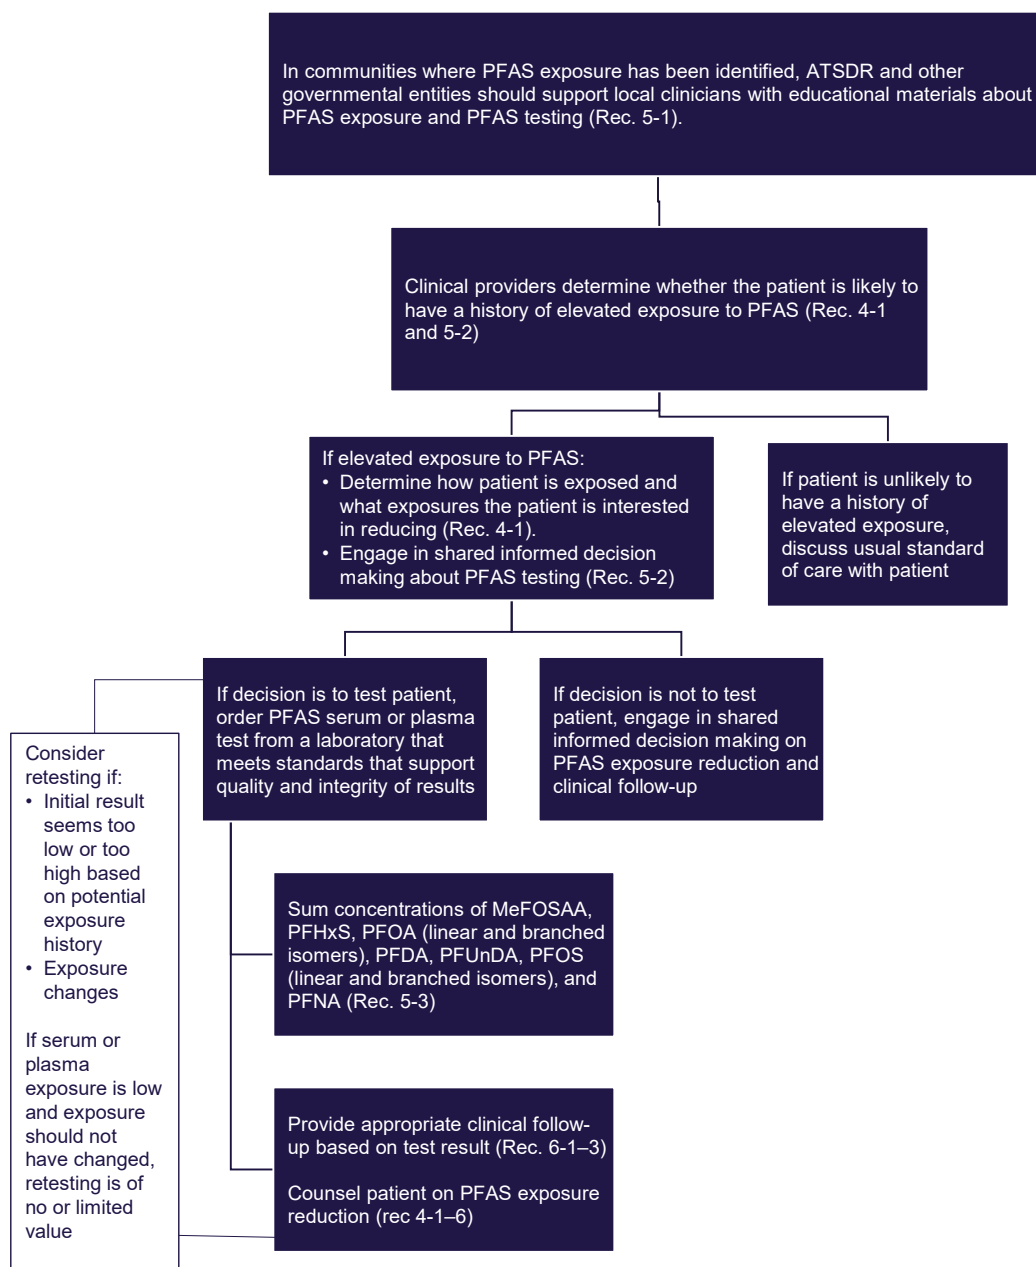 In communities where PFAS exposure has been identified, ATSDR and other
governmental entities should support local clinicians with educational materials about
PFAS exposure and PFAS testing (Rec. 5-1).
Clinical providers determine whether the patient is likely to
have a history of elevated exposure to PFAS (Rec. 4-1
and 5-2)
If elevated exposure to PFAS:
• Determine how patient is exposed and
what exposures the patient is interested
in reducing (Rec. 4-1).
• Engage in shared informed decision
making about PFAS testing (Rec. 5-2)
If patient is unlikely to
have a history of
elevated exposure,
discuss usual standard
of care with patient
If decision is to test patient,
order PFAS serum or plasma
test from a laboratory that
meets standards that support
quality and integrity of results
If decision is not to test
patient, engage in shared
informed decision making on
PFAS exposure reduction and
clinical follow-up
Consider
retesting if:
• Initial result
seems too
low or too
high based
on potential
exposure
history
• Exposure
changes
If serum or
plasma
exposure is low
and exposure
should not
have changed,
retesting is of
no or limited
value
Sum concentrations of MeFOSAA,
PFHxS, PFOA (linear and branched
isomers), PFDA, PFUnDA, PFOS
(linear and branched isomers), and
PFNA (Rec. 5-3)
Provide appropriate clinical follow-
up based on test result (Rec. 6-1–3)
Counsel patient on PFAS exposure
reduction (rec 4-1–6)